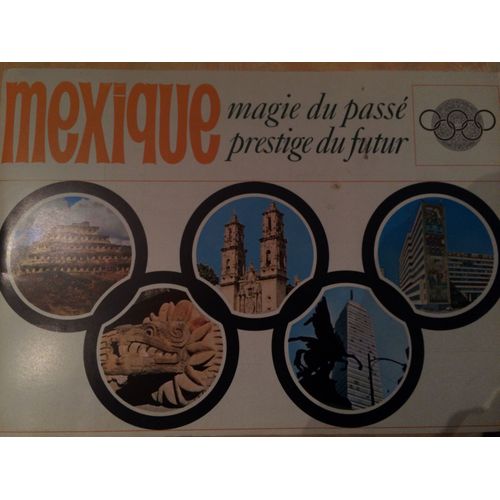 mexique
magie du passé
prestige du futur